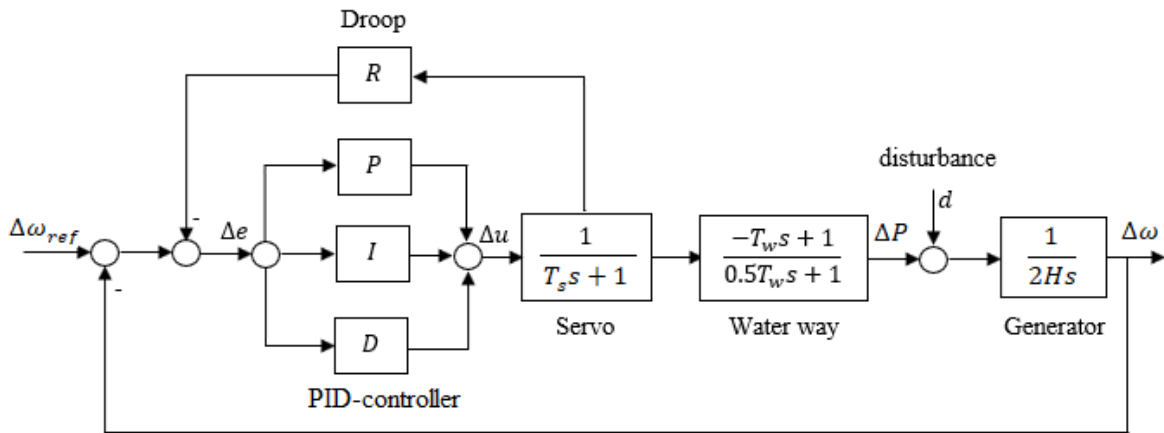 Droop
R
P
disturbance
d
Δω_ref
-
Δe
I
Δu
1
T_s s + 1
-T_w s + 1
0.5T_w s + 1
ΔP
1
2Hs
Δω
-
Servo
Water way
Generator
D
PID-controller